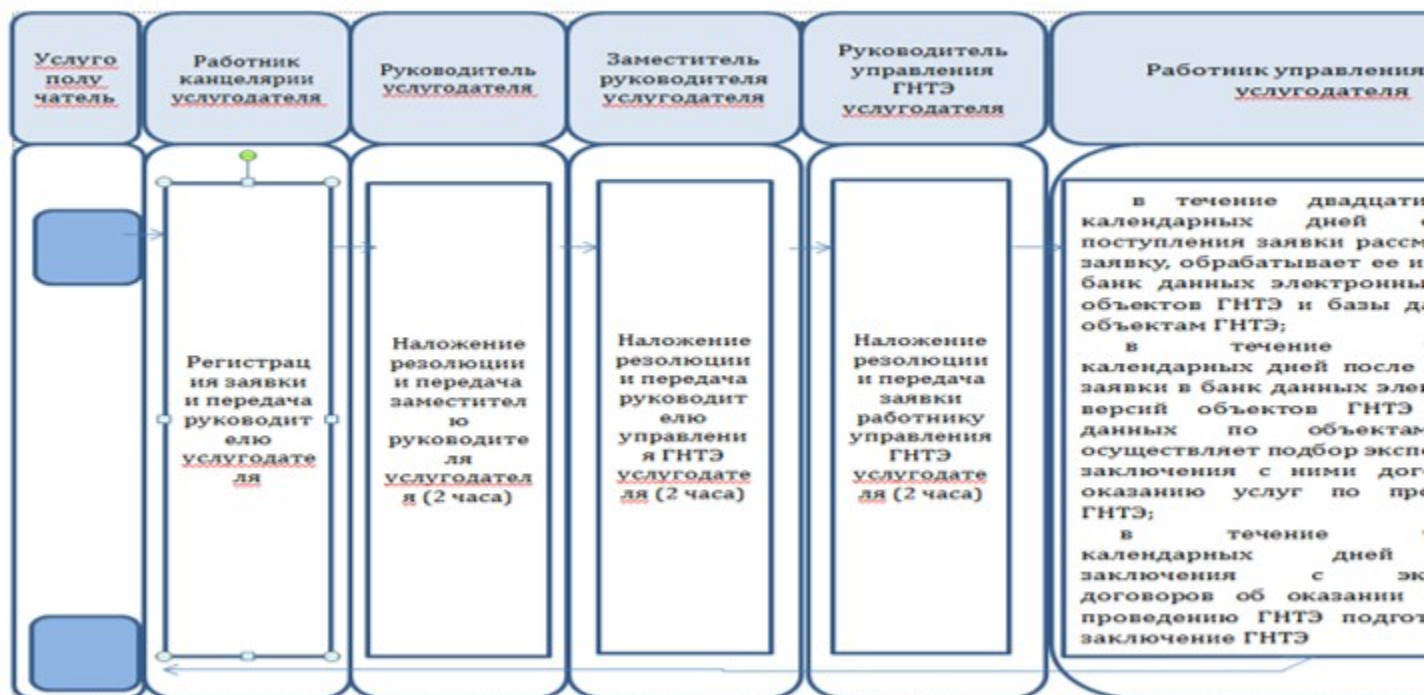 Услуго
полу
чатель
Работник
канцелярии
услугодателя
Руководитель
услугодателя
Заместитель
руководителя
услугодателя
Руководитель
управления
ГНТЭ
услугодателя
Работник управления
услугодателя
Регистрац
ия заявки
и передача
руководит
елю
услугодате
ля
Наложение
резолюции
и передача
заместител
ю
руководите
ля
услугодател
я (2 часа)
Наложение
резолюции
и передача
руководит
елю
управлени
я ГНТЭ
услугодате
ля (2 часа)
Наложение
резолюции
и передача
заявки
работнику
управления
ГНТЭ
услугодате
ля (2 часа)
в течение двадцати
календарных дней
поступления заявки
заявку, обрабатывает ее и
банк данных
объектов ГНТЭ и базы
объектам ГНТЭ;
в течение
календарных дней после
заявки в банк данных
версий объектов ГНТЭ
данных по
осуществляет подбор
заключения с ними
оказанию услуг по
ГНТЭ;
в течение
календарных дней
заключения с
договоров об оказании
проведению ГНТЭ
заключение ГНТЭ